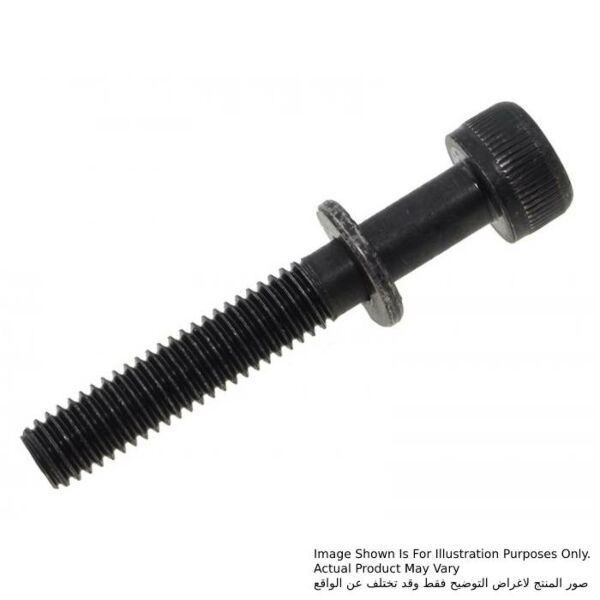 Image Shown Is For Illustration Purposes Only.
Actual Product May Vary
صور المنتج لاغراض التوضيح فقط وقد تختلف عن الواقع